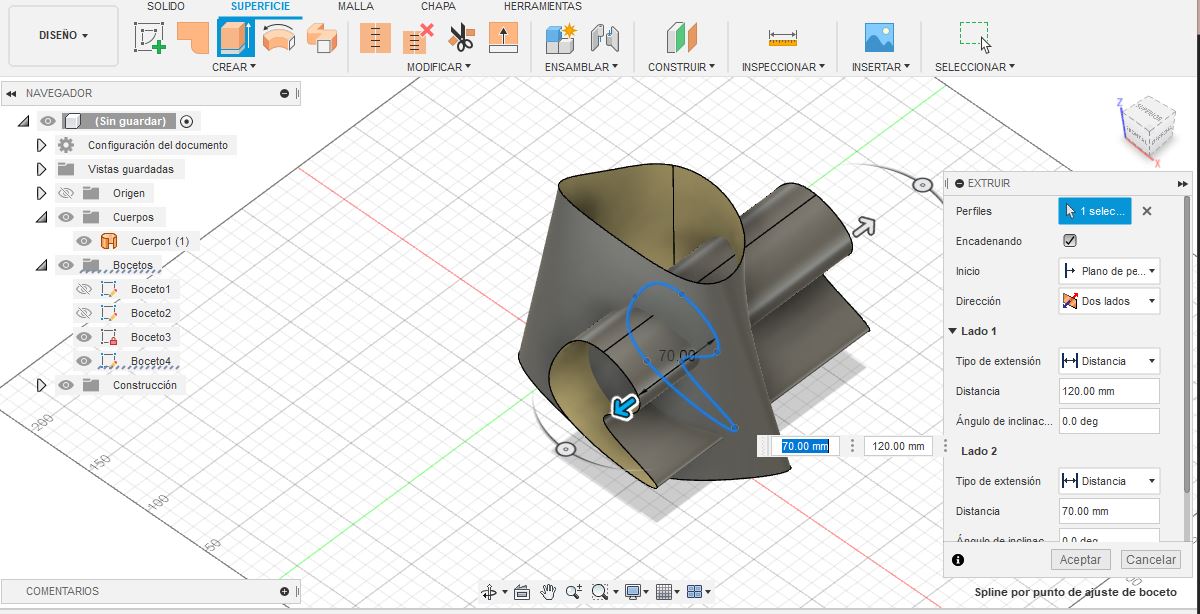 SOLIDO SUPERFICIE MALLA CHAPA HERRAMIENTAS
DISEÑO
CREAR MODIFICAR ENSAMBLAR CONSTRUIR INSPECCIONAR INSERTAR SELECCIONAR
NAVEGADOR
(Sin guardar)
Configuración del documento
Vistas guardadas
Origen
Cuerpos
Cuerpo1 (1)
Bocetos
Boceto1
Boceto2
Boceto3
Boceto4
Construcción
200
150
100
50
70.00
70.00 mm 120.00 mm
Z
SUPERIOR
X
EXTRUIR
Perfiles 1 selec...
Encadenando
Inicio Plano de pe...
Dirección Dos lados
Lado 1
Tipo de extensión Distancia
Distancia 120.00 mm
Ángulo de inclinac... 0.0 deg
Lado 2
Tipo de extensión Distancia
Distancia 70.00 mm
Ángulo de inclinac... 0.0 deg
Aceptar Cancelar
COMENTARIOS
Spline por punto de ajuste de boceto